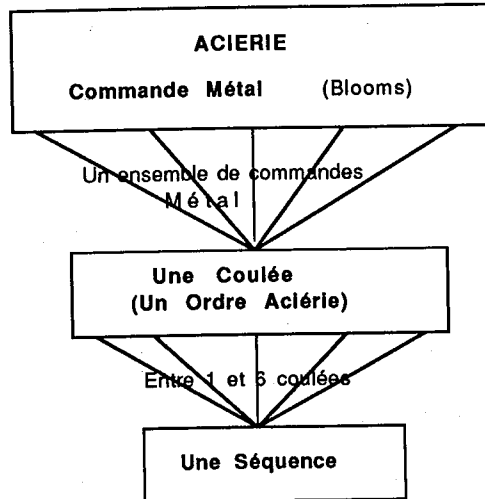 ACIERIE
Commande Métal (Blooms)
Un ensemble de commandes
Métal
Une Coulée
(Un Ordre Aciérie)
Entre 1 et 6 coulées
Une Séquence